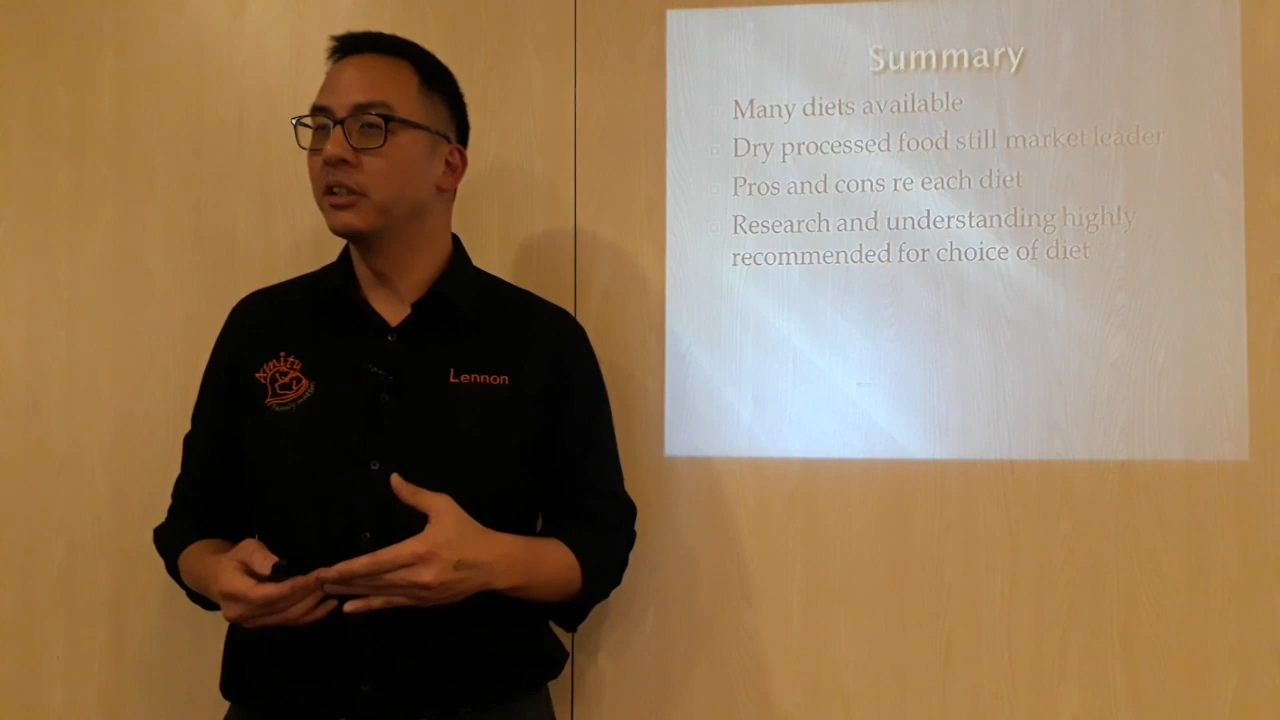 Summary
Many diets available
Dry processed food still market leader
Pros and cons re each diet
Research and understanding highly
recommended for choice of diet
Lennon
Amity